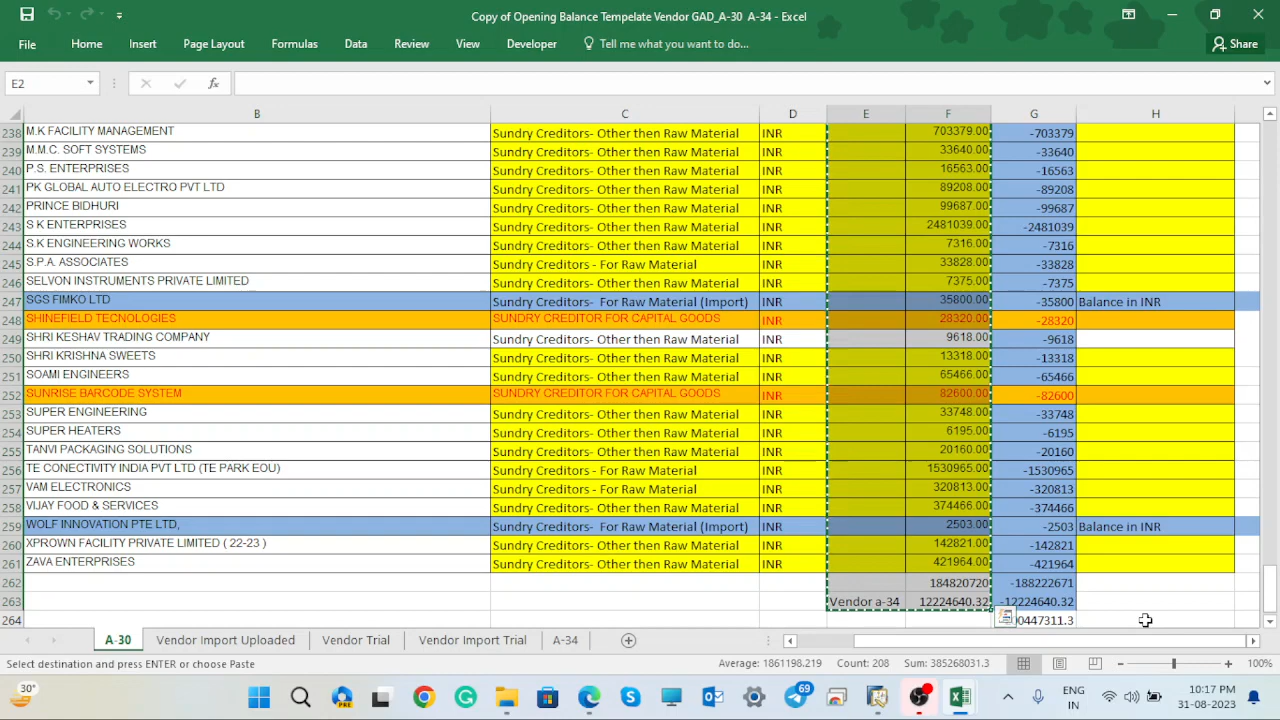 Copy of Opening Balance Tempelate Vendor GAD_A-30 A-34 - Excel
File Home Insert Page Layout Formulas Data Review View Developer Tell me what you want to do... Share
E2 fx
B C D E F G H
238 M.K FACILITY MANAGEMENT Sundry Creditors- Other then Raw Material INR 703379.00 -703379
239 M.M.C. SOFT SYSTEMS Sundry Creditors- Other then Raw Material INR 33640.00 -33640
240 P.S. ENTERPRISES Sundry Creditors- Other then Raw Material INR 16563.00 -16563
241 PK GLOBAL AUTO ELECTRO PVT LTD Sundry Creditors- Other then Raw Material INR 89208.00 -89208
242 PRINCE BIDHURI Sundry Creditors- Other then Raw Material INR 99687.00 -99687
243 S K ENTERPRISES Sundry Creditors- Other then Raw Material INR 2481039.00 -2481039
244 S.K ENGINEERING WORKS Sundry Creditors- Other then Raw Material INR 7316.00 -7316
245 S.P.A. ASSOCIATES Sundry Creditors - For Raw Material INR 33828.00 -33828
246 SELVON INSTRUMENTS PRIVATE LIMITED Sundry Creditors- Other then Raw Material INR 7375.00 -7375
247 SGS FIMKO LTD Sundry Creditors- For Raw Material (Import) INR 35800.00 -35800 Balance in INR
248 SHINEFIELD TECNOLOGIES SUNDRY CREDITOR FOR CAPITAL GOODS INR 28320.00 -28320
249 SHRI KESHAV TRADING COMPANY Sundry Creditors- Other then Raw Material INR 9618.00 -9618
250 SHRI KRISHNA SWEETS Sundry Creditors- Other then Raw Material INR 13318.00 -13318
251 SOAMI ENGINEERS Sundry Creditors- Other then Raw Material INR 65466.00 -65466
252 SUNRISE BARCODE SYSTEM SUNDRY CREDITOR FOR CAPITAL GOODS INR 82600.00 -82600
253 SUPER ENGINEERING Sundry Creditors- Other then Raw Material INR 33748.00 -33748
254 SUPER HEATERS Sundry Creditors- Other then Raw Material INR 6195.00 -6195
255 TANVI PACKAGING SOLUTIONS Sundry Creditors- Other then Raw Material INR 20160.00 -20160
256 TE CONECTIVITY INDIA PVT LTD (TE PARK EOU) Sundry Creditors - For Raw Material INR 1530965.00 -1530965
257 VAM ELECTRONICS Sundry Creditors - For Raw Material INR 320813.00 -320813
258 VIJAY FOOD & SERVICES Sundry Creditors- Other then Raw Material INR 374466.00 -374466
259 WOLF INNOVATION PTE LTD, Sundry Creditors- For Raw Material (Import) INR 2503.00 -2503 Balance in INR
260 XPROWN FACILITY PRIVATE LIMITED ( 22-23 ) Sundry Creditors- Other then Raw Material INR 142821.00 -142821
261 ZAVA ENTERPRISES Sundry Creditors- Other then Raw Material INR 421964.00 -421964
262 184820720 -188222671
263 Vendor a-34 12224640.32 -12224640.32
264 00447311.3
A-30 Vendor Import Uploaded Vendor Trial Vendor Import Trial A-34
Select destination and press ENTER or choose Paste Average: 1861198.219 Count: 208 Sum: 385268031.3 100%
30° PRE 69 ENG IN 10:17 PM 31-08-2023